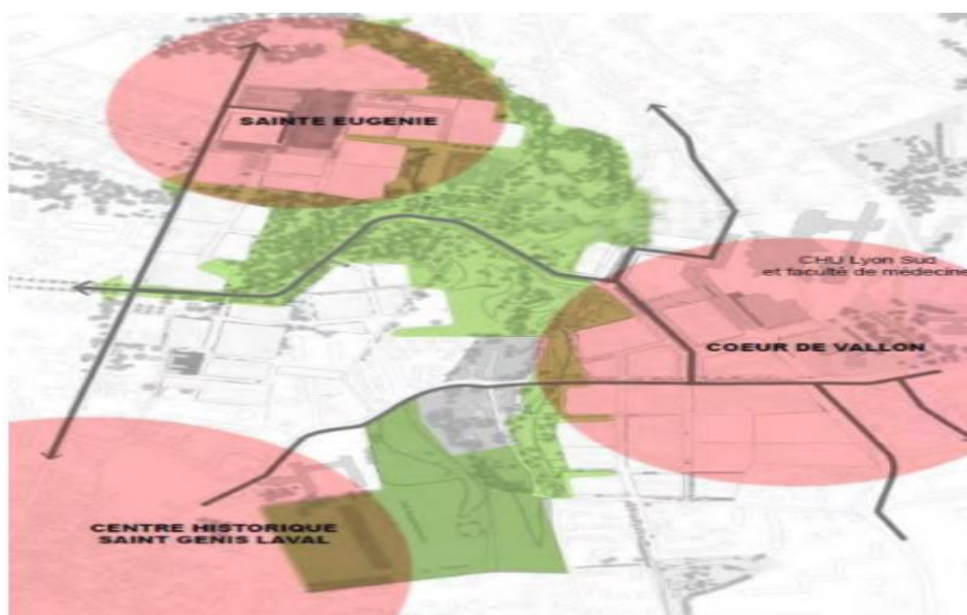 SAINTE EUGENIE
CHU Lyon Sud
et faculté de médecine
COEUR DE VALLON
CENTRE HISTORIQUE
SAINT GENIS LAVAL